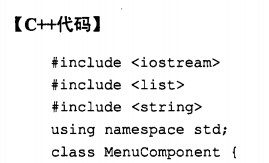 【C++代码】
#include <iostream>
#include <list>
#include <string>
using namespace std;
class MenuComponent {